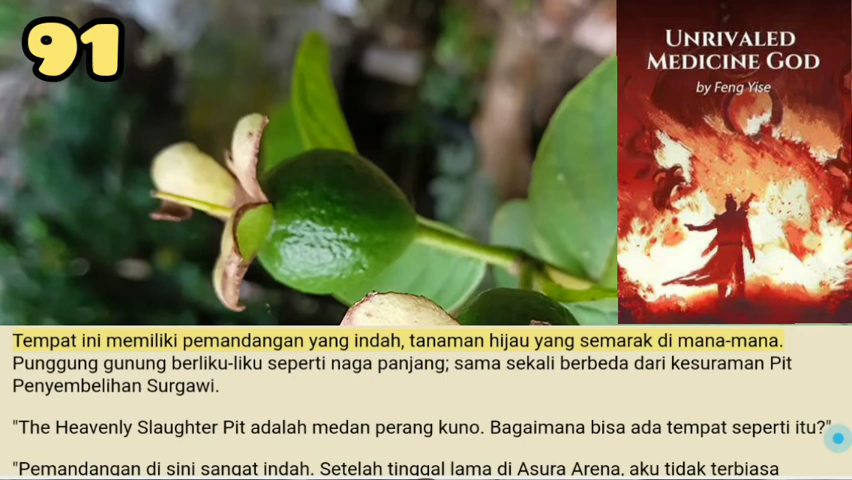 91
UNRIVALED
MEDICINE GOD
by Feng Yise
Tempat ini memiliki pemandangan yang indah, tanaman hijau yang semarak di mana-mana.
Punggung gunung berliku-liku seperti naga panjang; sama sekali berbeda dari kesuraman Pit
Penyembelihan Surgawi.
"The Heavenly Slaughter Pit adalah medan perang kuno. Bagaimana bisa ada tempat seperti itu?"
"Pemandangan di sini sangat indah. Setelah tinggal lama di Asura Arena, aku tidak terbiasa